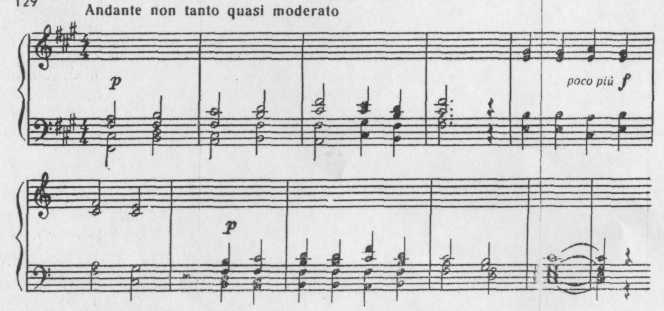 129
Andante non tanto quasi moderato
p
poco più f
p